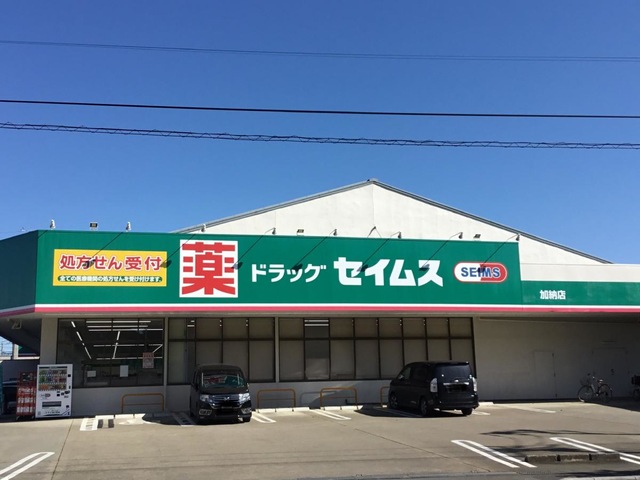 処方せん受付
全ての医療機関の処方せんを受け付けます。
薬
ドラッグ セイムス
SEIMS
加納店